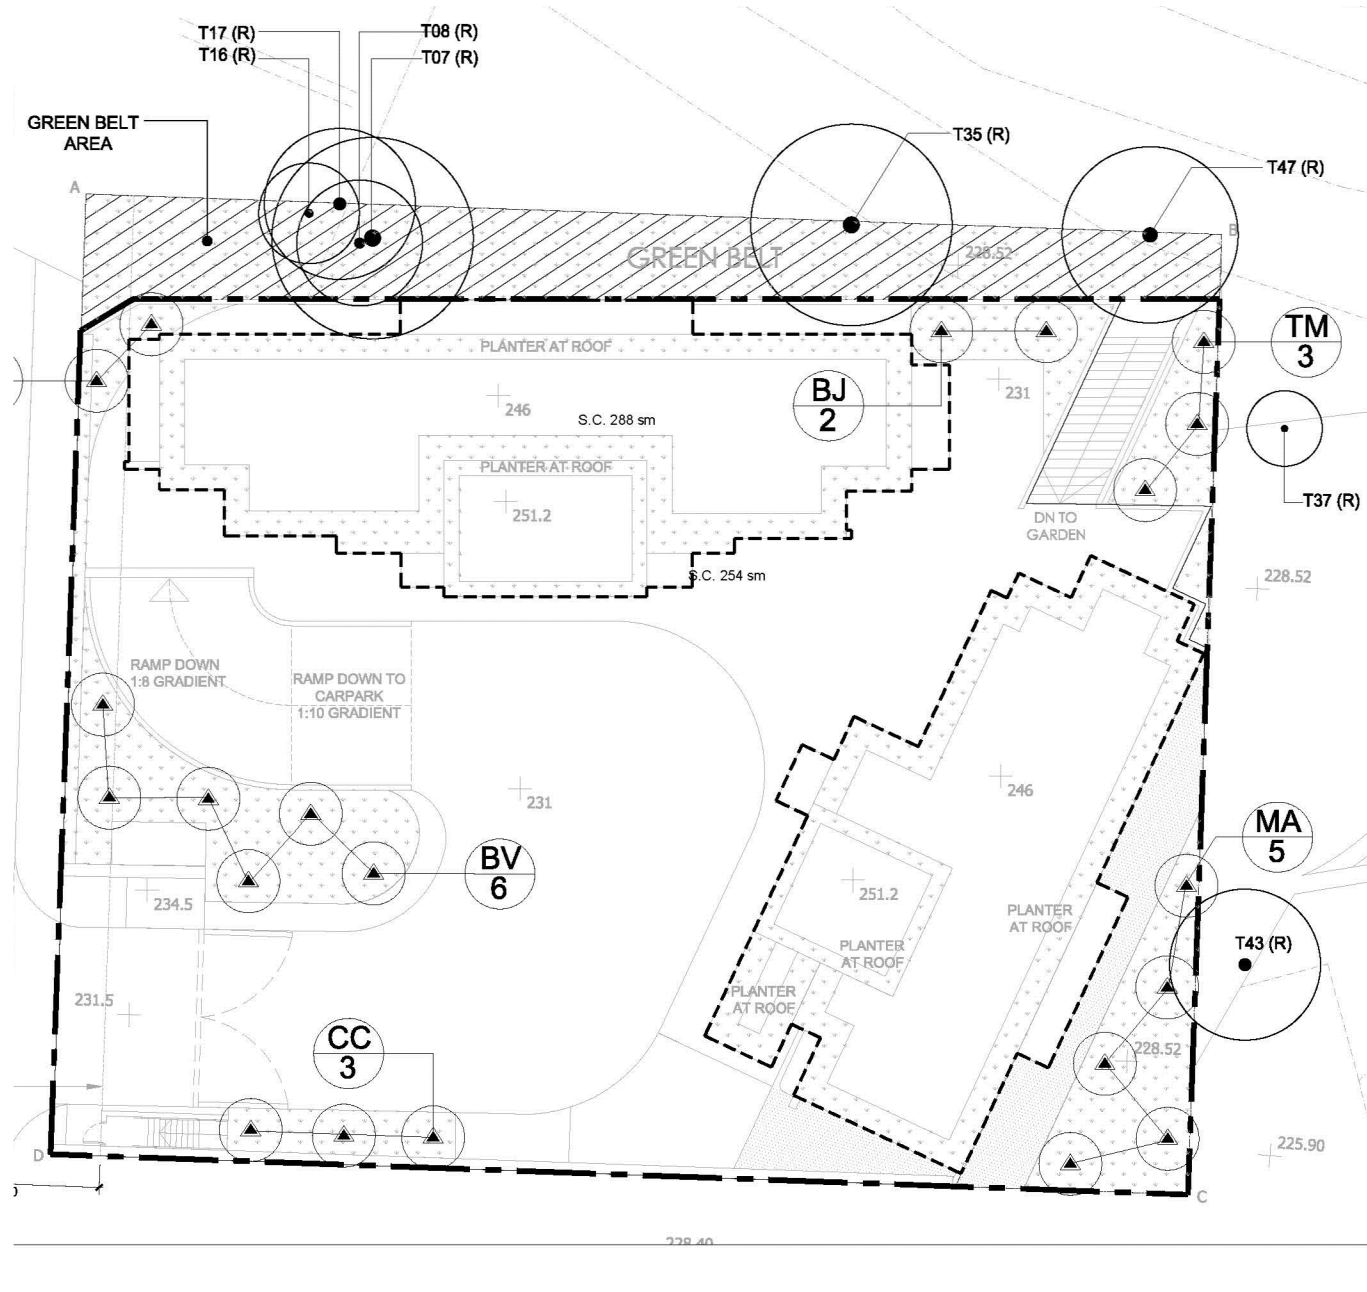 T17 (R)
T08 (R)
T16 (R)
T07 (R)
GREEN BELT
AREA
T35 (R)
T47 (R)
A
B
GREEN BELT
228.52
TM
3
PLANTER AT ROOF
BJ
2
246
231
S.C. 288 sm
PLANTER AT ROOF
T37 (R)
251.2
DN TO
GARDEN
S.C. 254 sm
228.52
RAMP DOWN
1:8 GRADIENT
RAMP DOWN TO
CARPARK
1:10 GRADIENT
231
246
MA
5
BV
6
234.5
251.2
PLANTER
AT ROOF
PLANTER
AT ROOF
T43 (R)
PLANTER
AT ROOF
231.5
CC
3
228.52
D
225.90
C
228.40